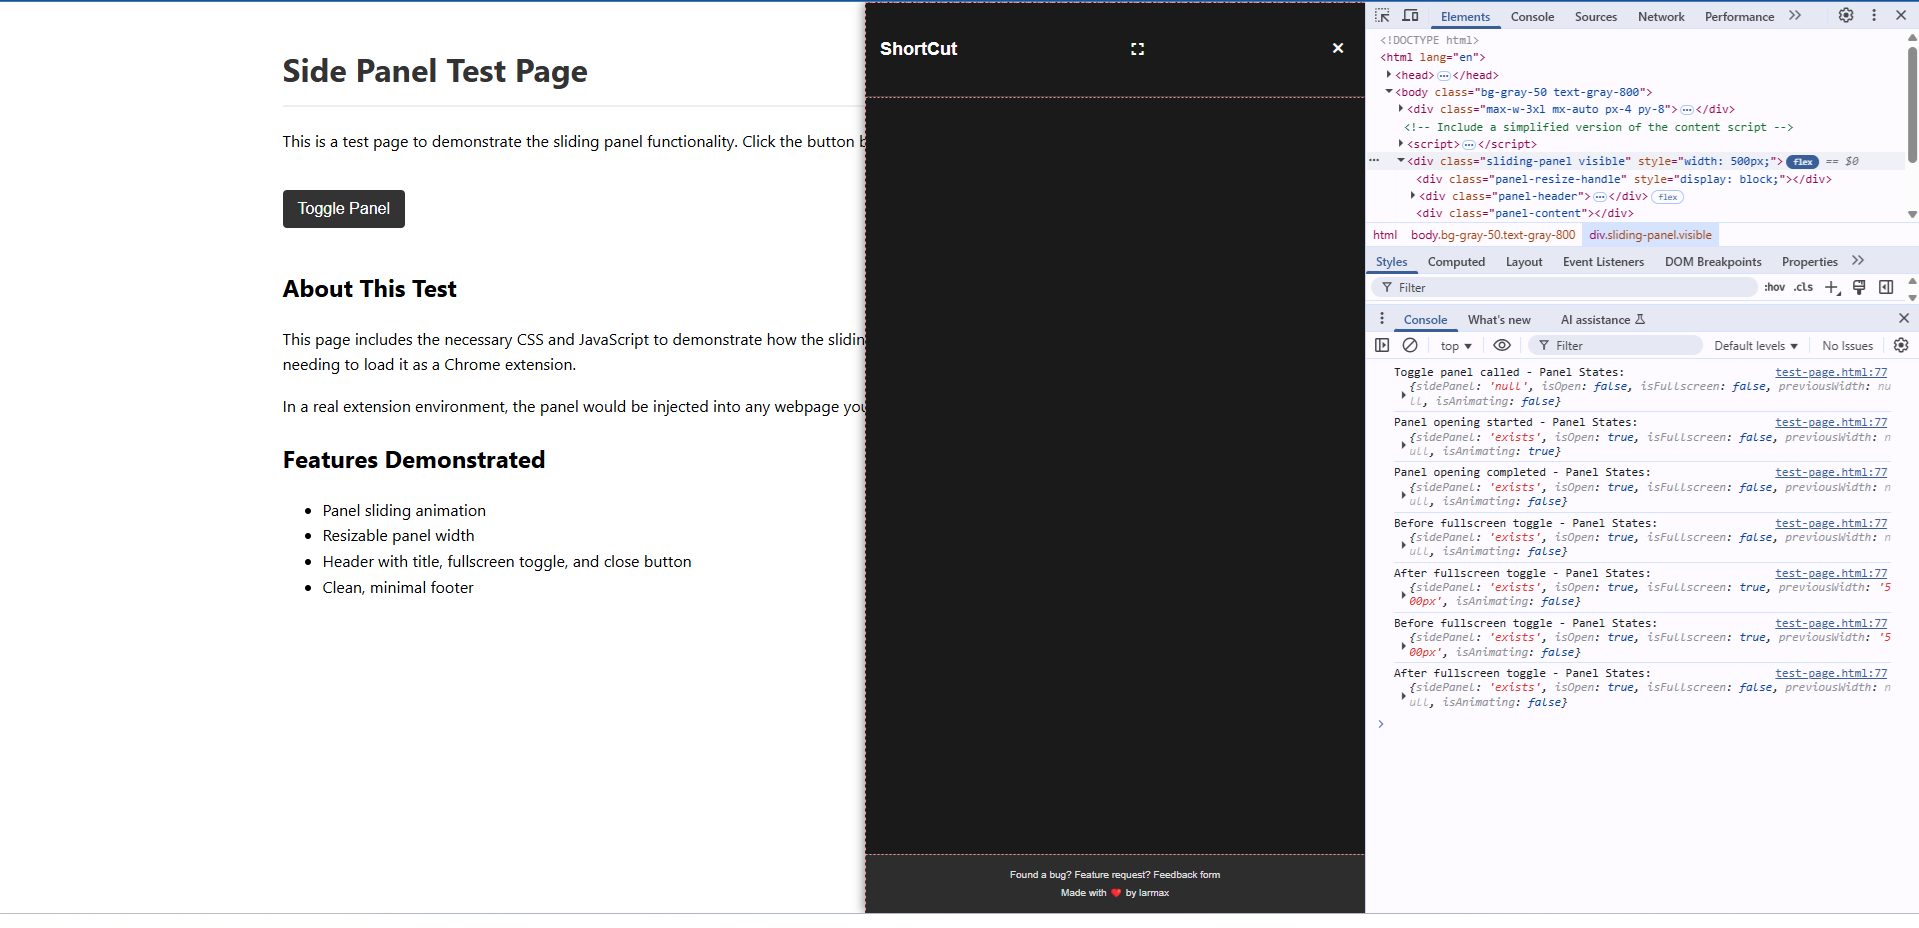 Side Panel Test Page
This is a test page to demonstrate the sliding panel functionality. Click the button b
Toggle Panel
About This Test
This page includes the necessary CSS and JavaScript to demonstrate how the slidin
needing to load it as a Chrome extension.
In a real extension environment, the panel would be injected into any webpage you
Features Demonstrated
• Panel sliding animation
• Resizable panel width
• Header with title, fullscreen toggle, and close button
• Clean, minimal footer
ShortCut
Found a bug? Feature request? Feedback form
Made with ❤️ by larmax
Elements Console Sources Network Performance
<!DOCTYPE html>
<html lang="en">
<head> ... </head>
<body class="bg-gray-50 text-gray-800">
<div class="max-w-3xl mx-auto px-4 py-8"> ... </div>
<!-- Include a simplified version of the content script -->
<script> ... </script>
<div class="sliding-panel visible" style="width: 500px;"> flex == $0
<div class="panel-resize-handle" style="display: block;"></div>
<div class="panel-header"> ... </div> flex
<div class="panel-content"></div>
html body.bg-gray-50.text-gray-800 div.sliding-panel.visible
Styles Computed Layout Event Listeners DOM Breakpoints Properties
Filter :hov .cls
Console What's new AI assistance
top Filter Default levels No Issues
Toggle panel called - Panel States: test-page.html:77
{sidePanel: 'null', isOpen: false, isFullscreen: false, previousWidth: nu
ll, isAnimating: false}
Panel opening started - Panel States: test-page.html:77
{sidePanel: 'exists', isOpen: true, isFullscreen: false, previousWidth: n
ull, isAnimating: true}
Panel opening completed - Panel States: test-page.html:77
{sidePanel: 'exists', isOpen: true, isFullscreen: false, previousWidth: n
ull, isAnimating: false}
Before fullscreen toggle - Panel States: test-page.html:77
{sidePanel: 'exists', isOpen: true, isFullscreen: false, previousWidth: n
ull, isAnimating: false}
After fullscreen toggle - Panel States: test-page.html:77
{sidePanel: 'exists', isOpen: true, isFullscreen: true, previousWidth: '5
00px', isAnimating: false}
Before fullscreen toggle - Panel States: test-page.html:77
{sidePanel: 'exists', isOpen: true, isFullscreen: true, previousWidth: '5
00px', isAnimating: false}
After fullscreen toggle - Panel States: test-page.html:77
{sidePanel: 'exists', isOpen: true, isFullscreen: false, previousWidth: n
ull, isAnimating: false}